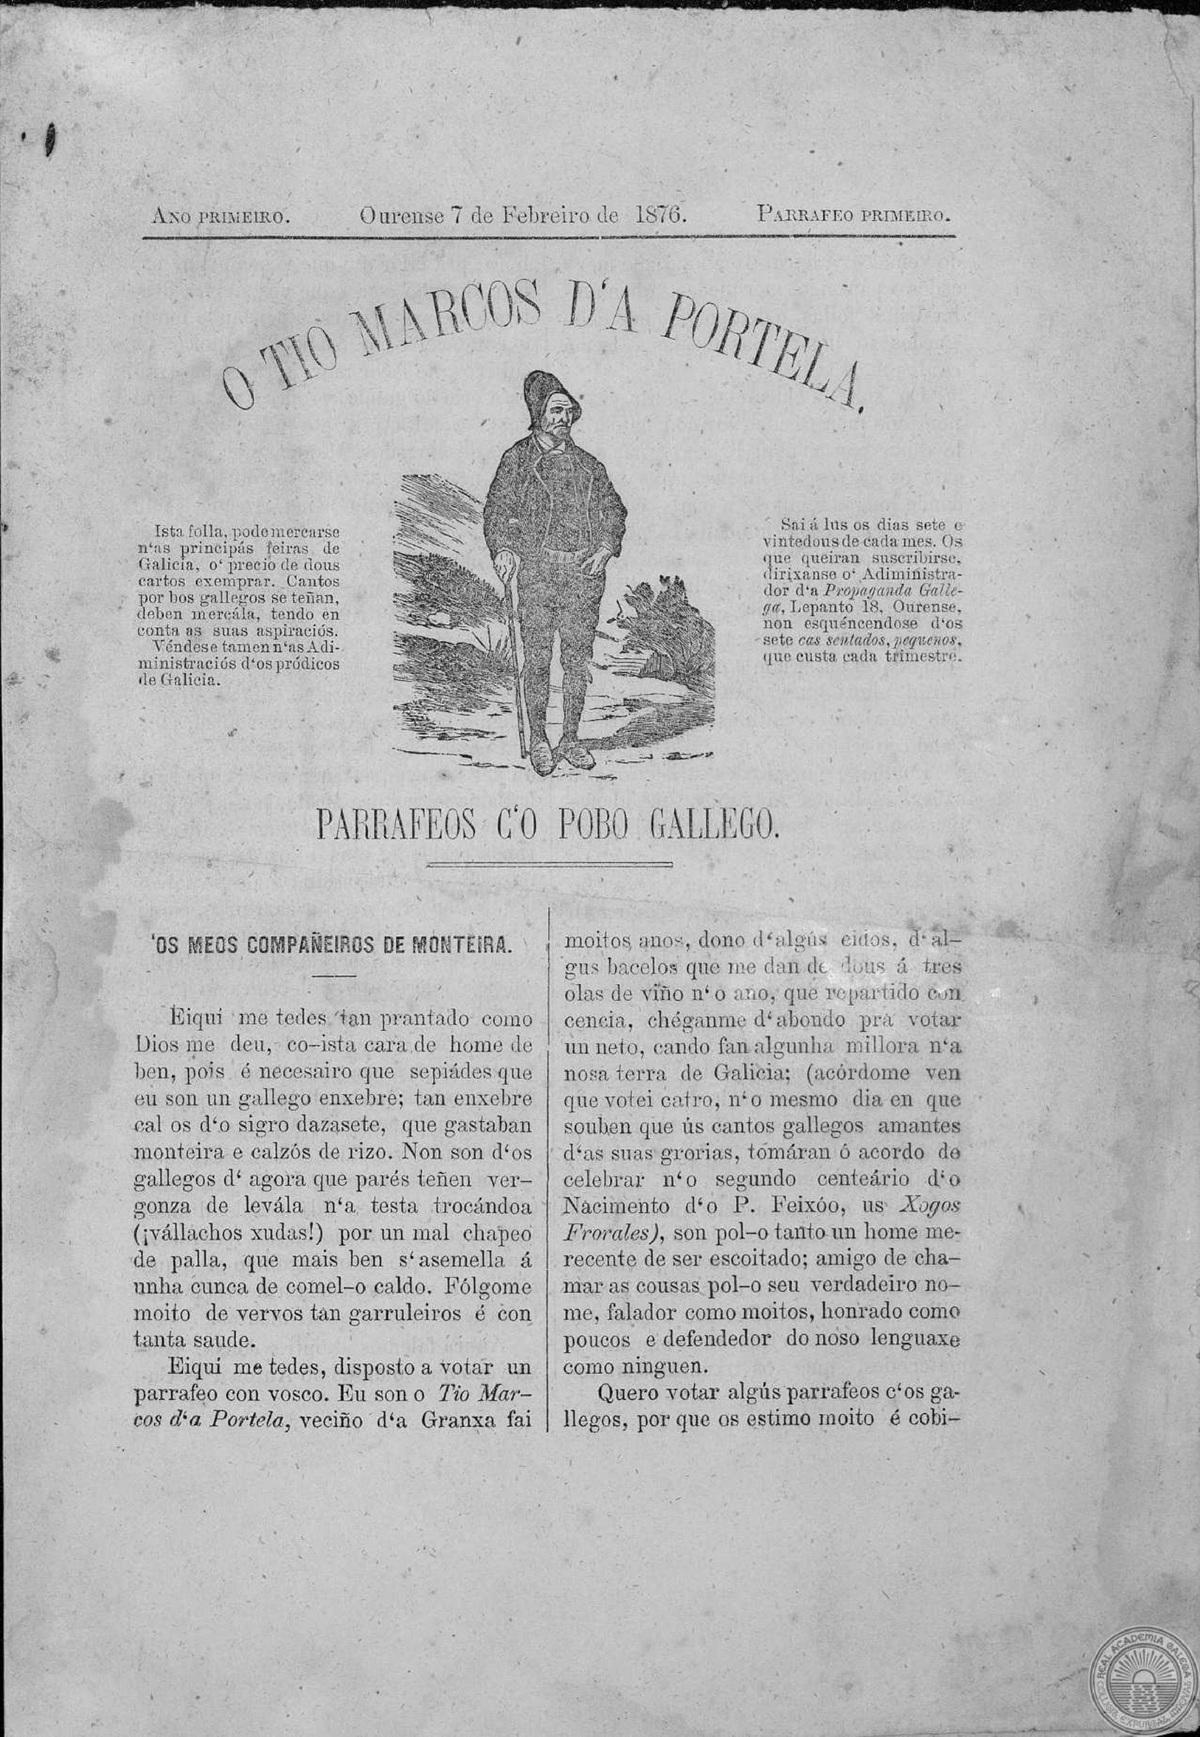 ANO PRIMEIRO. Ourense 7 de Febreiro de 1876. PARRAFEO PRIMEIRO.
O TIO MARCOS D‘A PORTELA.
Ista folla, pode mercarse
n‘as principás feiras de
Galicia, o‘ precio de dous
cartos exemprar. Cantos
por bos gallegos se teñan,
deben mercála, tendo en
conta as suas aspiraciós.
Véndese tamen n‘as Adi-
ministraciós d‘os pródicos
de Galicia.
Sai á lus os dias sete e
vintedous de cada mes. Os
que queiran suscribirse,
dirixanse o‘ Adiministra-
dor d‘a Propaganda Galle-
ga, Lepanto 18, Ourense,
non esquéncendose d‘os
sete cas sentados, pequenos,
que custa cada trimestre.
PARRAFEOS C‘O POBO GALLEGO.
‘OS MEOS COMPAÑEIROS DE MONTEIRA.
Eiquí me tedes tan prantado como
Dios me deu, co-ista cara de home de
ben, pois é necesairo que sepiádes que
eu son un gallego enxebre; tan enxebre
cal os d‘o sigro dazasete, que gastaban
monteira e calzós de rizo. Non son d‘os
gallegos d‘ agora que parés teñen ver-
gonza de levála n‘a testa trocándoa
(¡vállachos xudas!) por un mal chapeo
de palla, que mais ben s‘asemella á
unha cunca de comel-o caldo. Fólgome
moito de vervos tan garruleiros é con
tanta saude.
Eiquí me tedes, disposto a votar un
parrafeo con vosco. Eu son o Tio Mar-
cos d‘a Portela, veciño d‘a Granxa fai
moitos anos, dono d‘algús eidos, d‘al-
gus bacelos que me dan de dous á tres
olas de viño n‘o ano, que repartido con
cencia, chéganme d‘abondo pra votar
un neto, cando fan algunha millora n‘a
nosa terra de Galicia; (acórdome ven
que votei catro, n‘o mesmo dia en que
souben que ús cantos gallegos amantes
d‘as suas grorias, tomáran ó acordo de
celebrar n‘o segundo centeário d‘o
Nacimento d‘o P. Feixóo, us Xogos
Frorales), son pol-o tanto un home me-
recente de ser escoitado; amigo de cha-
mar as cousas pol-o seu verdadeiro no-
me, falador como moitos, honrado como
poucos e defendedor do noso lenguaxe
como ninguen.
Quero votar algús parrafeos c‘os ga-
llegos, por que os estimo moito é cobi-
REAL ACADEMIA GALEGA